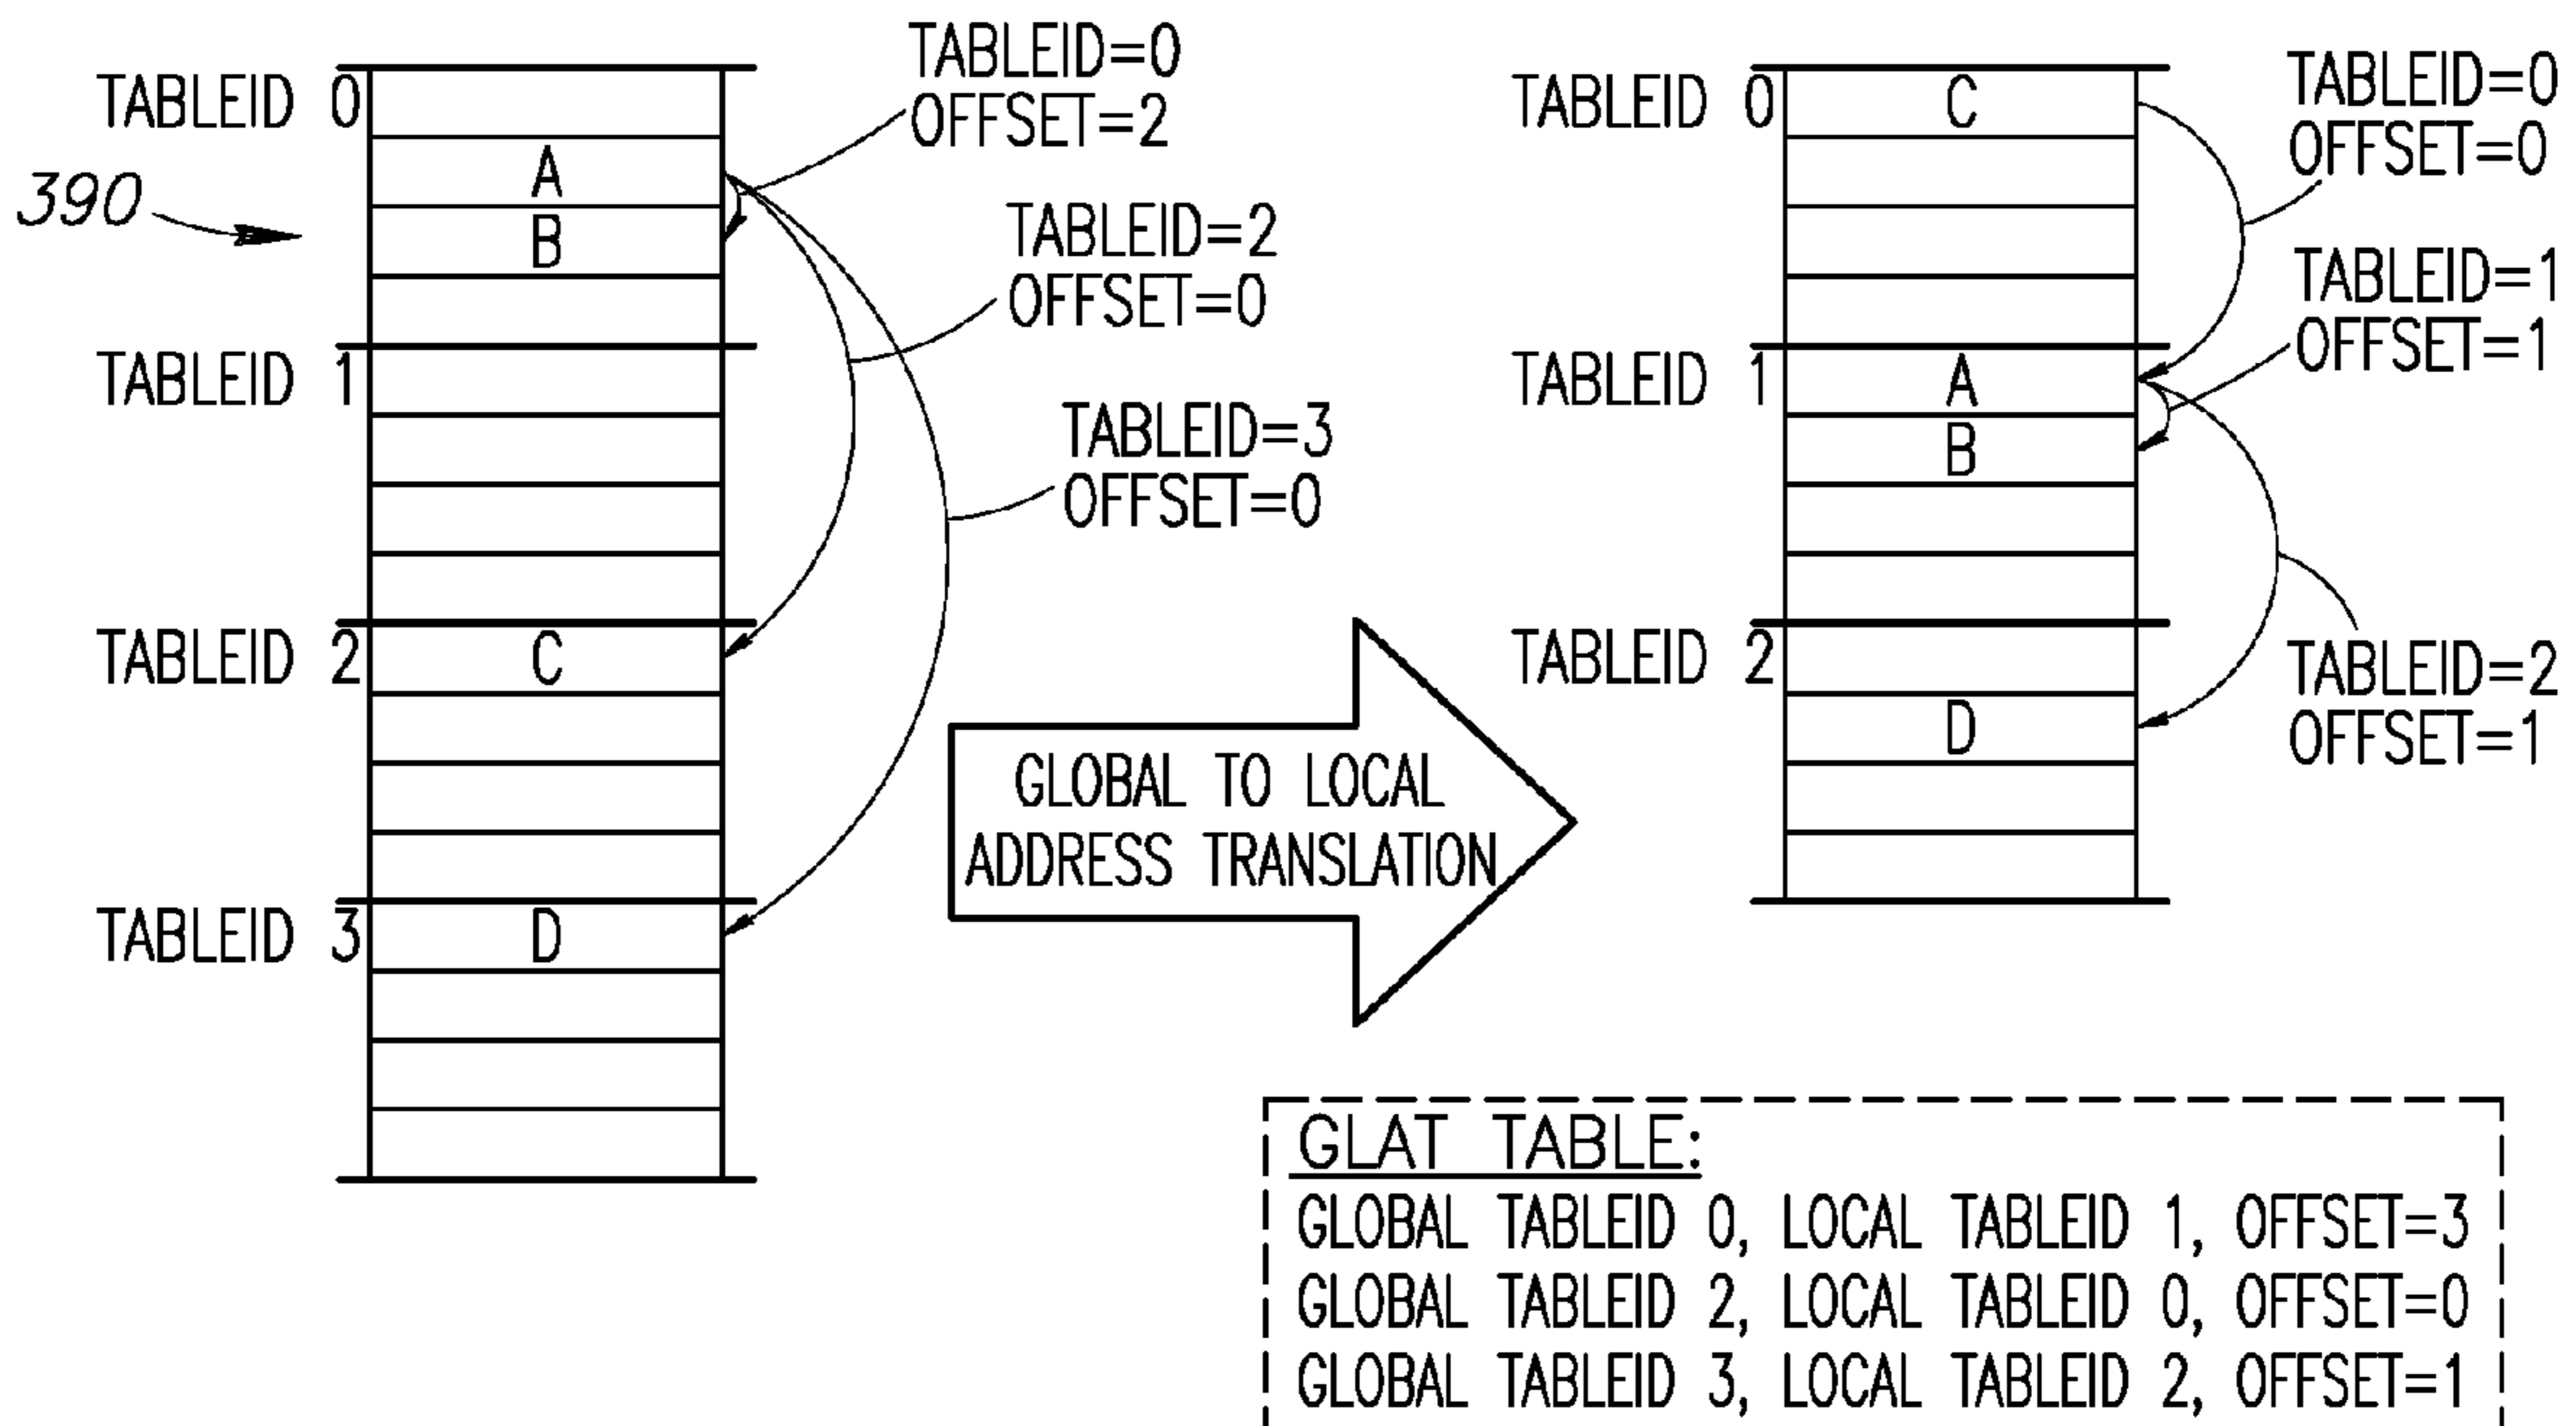 TABLEID 0
A
390
B
TABLEID 1
TABLEID 2
C
TABLEID 3
D
TABLEID=0
OFFSET=2
TABLEID=2
OFFSET=0
TABLEID=3
OFFSET=0
GLOBAL TO LOCAL
ADDRESS TRANSLATION
TABLEID 0
C
TABLEID 1
A
B
TABLEID 2
D
TABLEID=0
OFFSET=0
TABLEID=1
OFFSET=1
TABLEID=2
OFFSET=1
GLAT TABLE:
GLOBAL TABLEID 0, LOCAL TABLEID 1, OFFSET=3
GLOBAL TABLEID 2, LOCAL TABLEID 0, OFFSET=0
GLOBAL TABLEID 3, LOCAL TABLEID 2, OFFSET=1